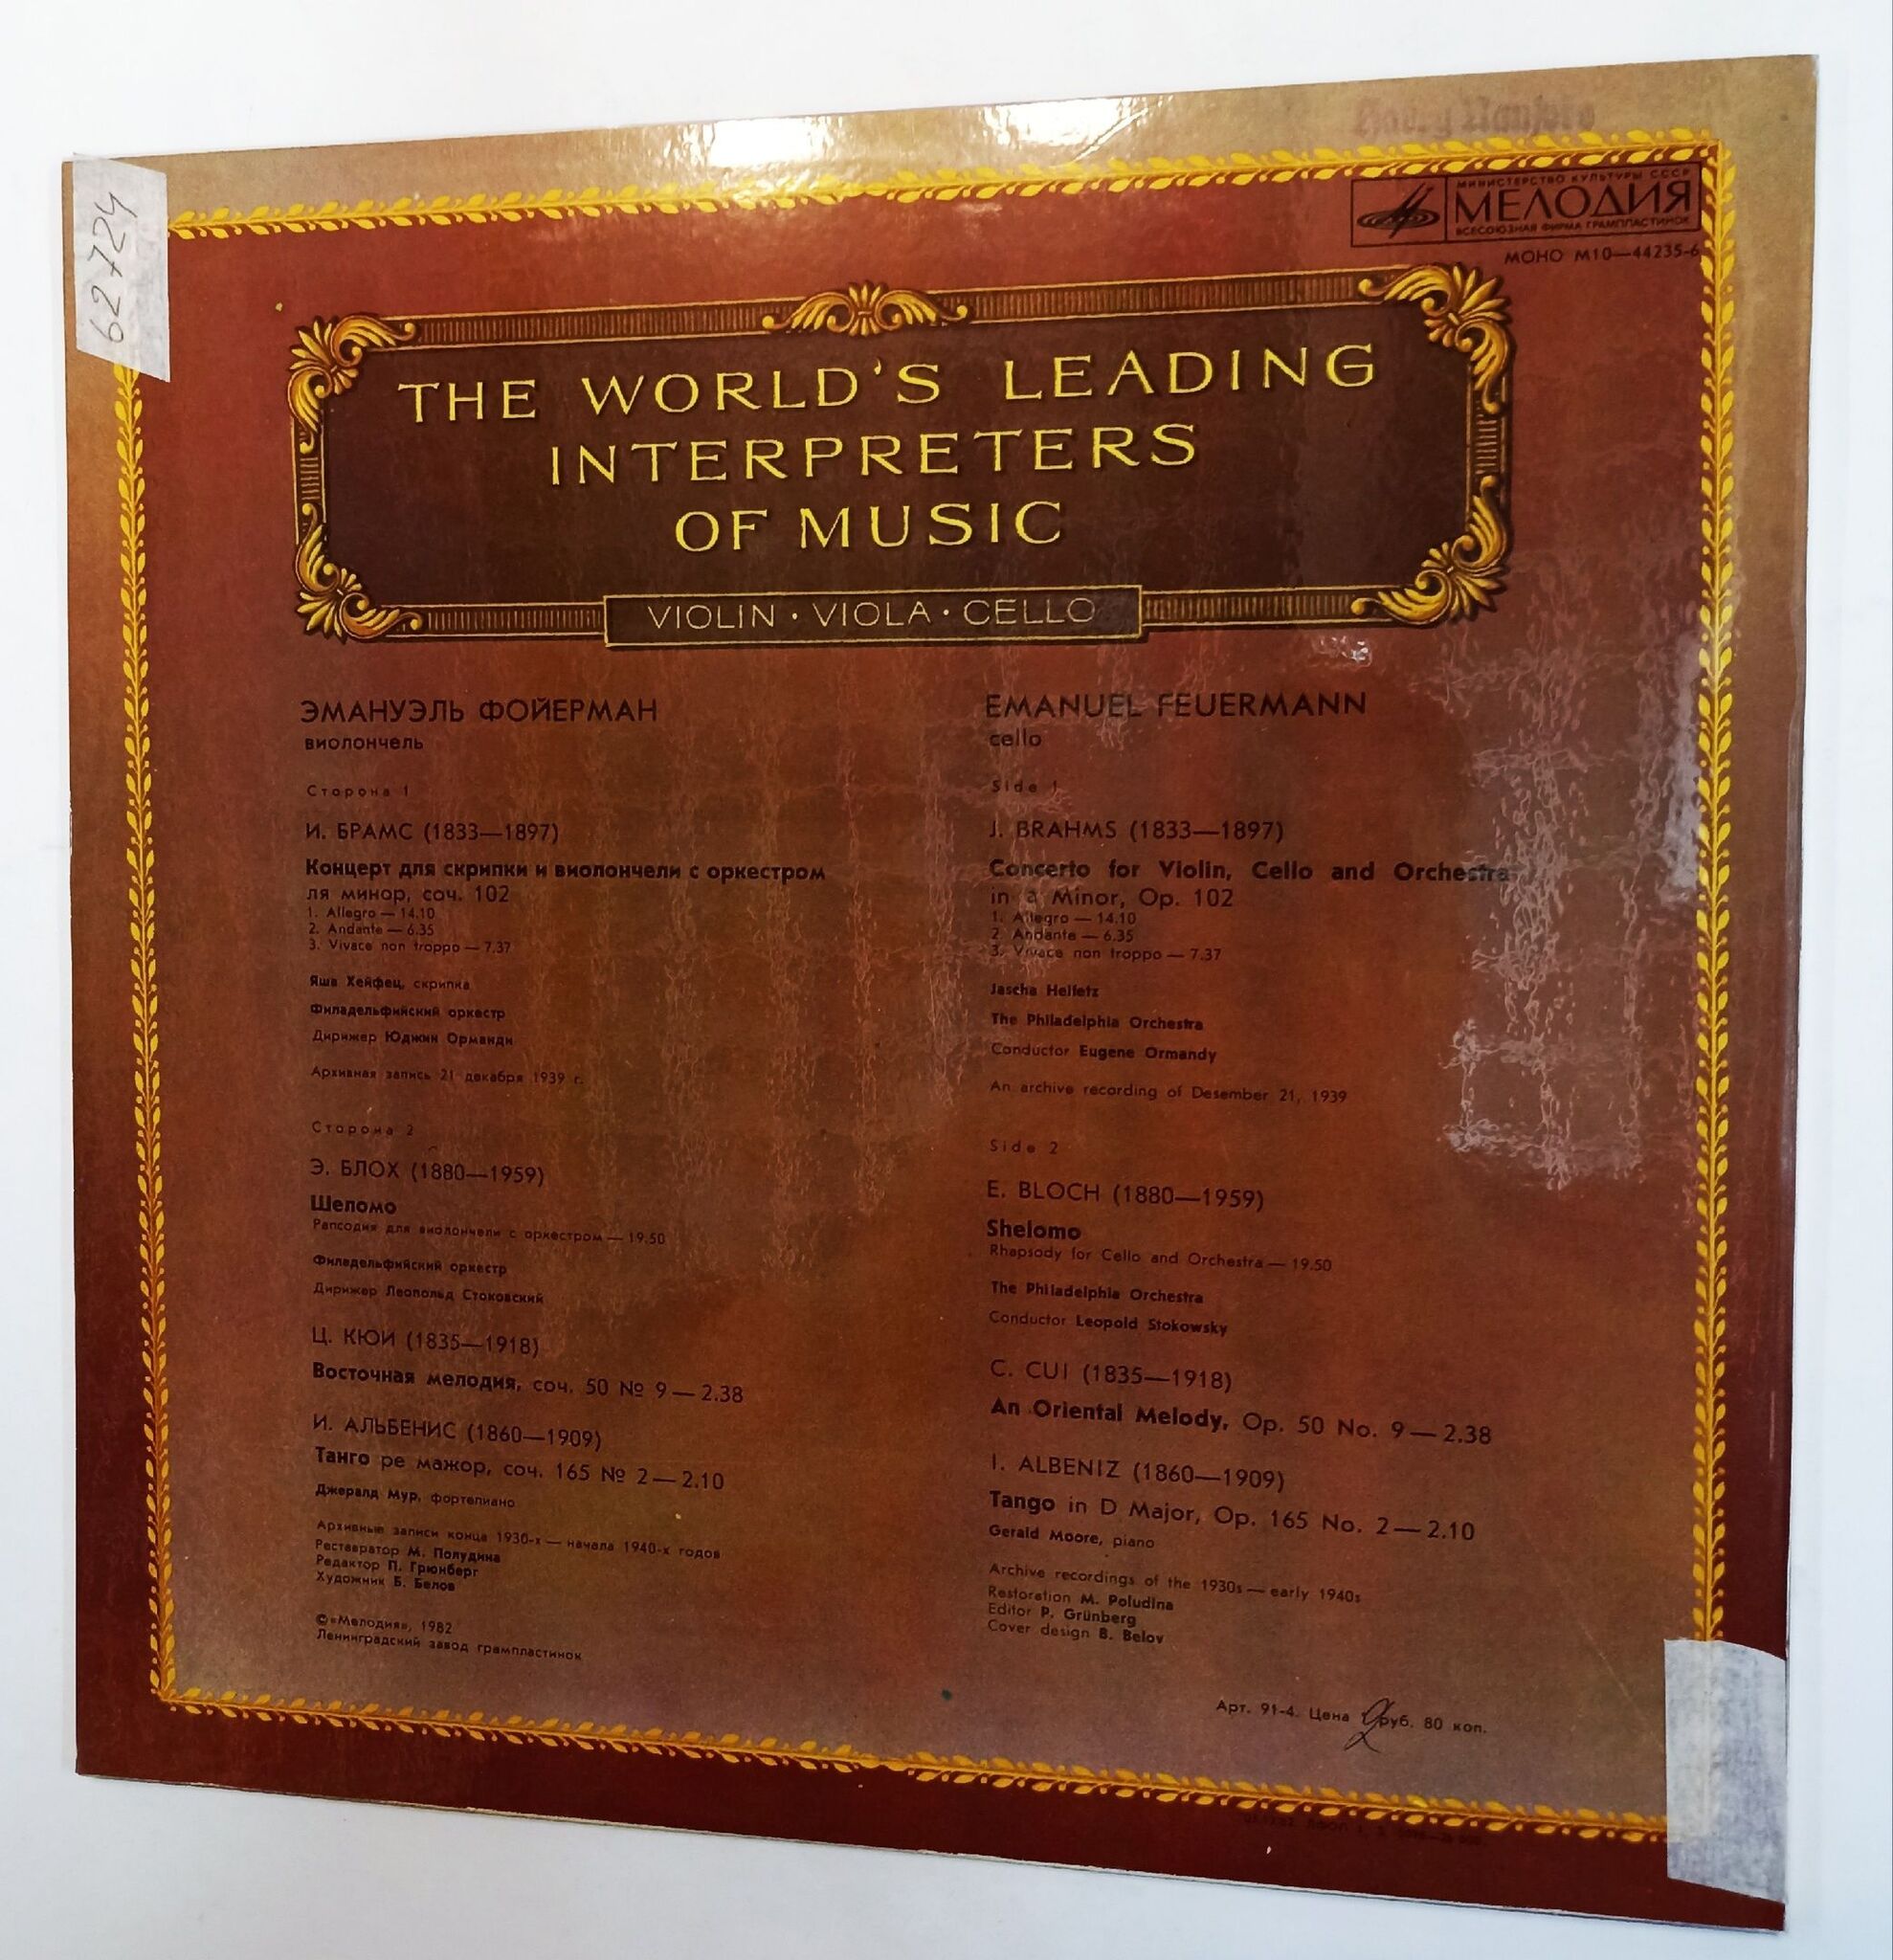 62724
МИНИСТЕРСТВО КУЛЬТУРЫ СССР
МЕЛОДИЯ
ВСЕСОЮЗНАЯ ФИРМА ГРАМПЛАСТИНОК
МОНО М10—44235-6
THE WORLD'S LEADING
INTERPRETERS
OF MUSIC
VIOLIN · VIOLA · CELLO
ЭМАНУЭЛЬ ФОЙЕРМАН
виолончель
Сторона 1
И. БРАМС (1833—1897)
Концерт для скрипки и виолончели с оркестром
ля минор, соч. 102
1. Allegro — 14.10
2. Andante — 6.35
3. Vivace non troppo — 7.37
Яша Хейфец, скрипка
Филадельфийский оркестр
Дирижер Юджин Орманди
Архивная запись 21 декабря 1939 г.
Сторона 2
Э. БЛОХ (1880—1959)
Шеломо
Рапсодия для виолончели с оркестром — 19.50
Филадельфийский оркестр
Дирижер Леопольд Стоковский
Ц. КЮИ (1835—1918)
Восточная мелодия, соч. 50 № 9 — 2.38
И. АЛЬБЕНИС (1860—1909)
Танго ре мажор, соч. 165 № 2 — 2.10
Джеральд Мур, фортепиано
Архивные записи конца 1930-х — начала 1940-х годов
Реставратор М. Полудина
Редактор П. Грюнберг
Художник Б. Белов
©«Мелодия», 1982
Ленинградский завод грампластинок
EMANUEL FEUERMANN
cello
Side 1
J. BRAHMS (1833—1897)
Concerto for Violin, Cello and Orchestra
in a Minor, Op. 102
1. Allegro — 14.10
2. Andante — 6.35
3. Vivace non troppo — 7.37
Jascha Heifetz
The Philadelphia Orchestra
Conductor Eugene Ormandy
An archive recording of Desember 21, 1939
Side 2
E. BLOCH (1880—1959)
Shelomo
Rhapsody for Cello and Orchestra — 19.50
The Philadelphia Orchestra
Conductor Leopold Stokowsky
C. CUI (1835—1918)
An Oriental Melody, Op. 50 No. 9 — 2.38
I. ALBENIZ (1860—1909)
Tango in D Major, Op. 165 No. 2 — 2.10
Gerald Moore, piano
Archive recordings of the 1930s — early 1940s
Restoration M. Poludina
Editor P. Grünberg
Cover design B. Belov
Арт. 91-4. Цена руб. 80 коп.